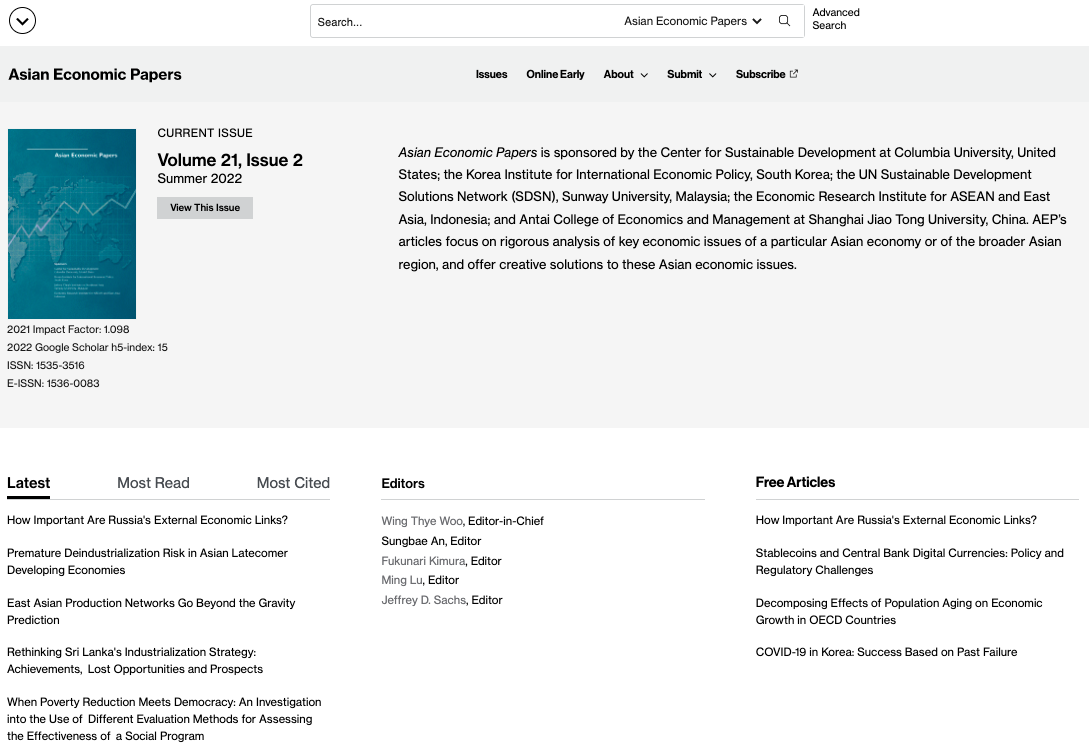 Search...
Asian Economic Papers
Advanced
Search
Asian Economic Papers
Issues
Online Early
About
Submit
Subscribe
Asian Economic Papers
CURRENT ISSUE
Volume 21, Issue 2
Summer 2022
View This Issue
2021 Impact Factor: 1.098
2022 Google Scholar h5-index: 15
ISSN: 1535-3516
E-ISSN: 1536-0083
Asian Economic Papers is sponsored by the Center for Sustainable Development at Columbia University, United
States; the Korea Institute for International Economic Policy, South Korea; the UN Sustainable Development
Solutions Network (SDSN), Sunway University, Malaysia; the Economic Research Institute for ASEAN and East
Asia, Indonesia; and Antai College of Economics and Management at Shanghai Jiao Tong University, China. AEP's
articles focus on rigorous analysis of key economic issues of a particular Asian economy or of the broader Asian
region, and offer creative solutions to these Asian economic issues.
Latest
Most Read
Most Cited
How Important Are Russia's External Economic Links?
Premature Deindustrialization Risk in Asian Latecomer
Developing Economies
East Asian Production Networks Go Beyond the Gravity
Prediction
Rethinking Sri Lanka's Industrialization Strategy:
Achievements, Lost Opportunities and Prospects
When Poverty Reduction Meets Democracy: An Investigation
into the Use of Different Evaluation Methods for Assessing
the Effectiveness of a Social Program
Editors
Wing Thye Woo, Editor-in-Chief
Sungbae An, Editor
Fukunari Kimura, Editor
Ming Lu, Editor
Jeffrey D. Sachs, Editor
Free Articles
How Important Are Russia's External Economic Links?
Stablecoins and Central Bank Digital Currencies: Policy and
Regulatory Challenges
Decomposing Effects of Population Aging on Economic
Growth in OECD Countries
COVID-19 in Korea: Success Based on Past Failure